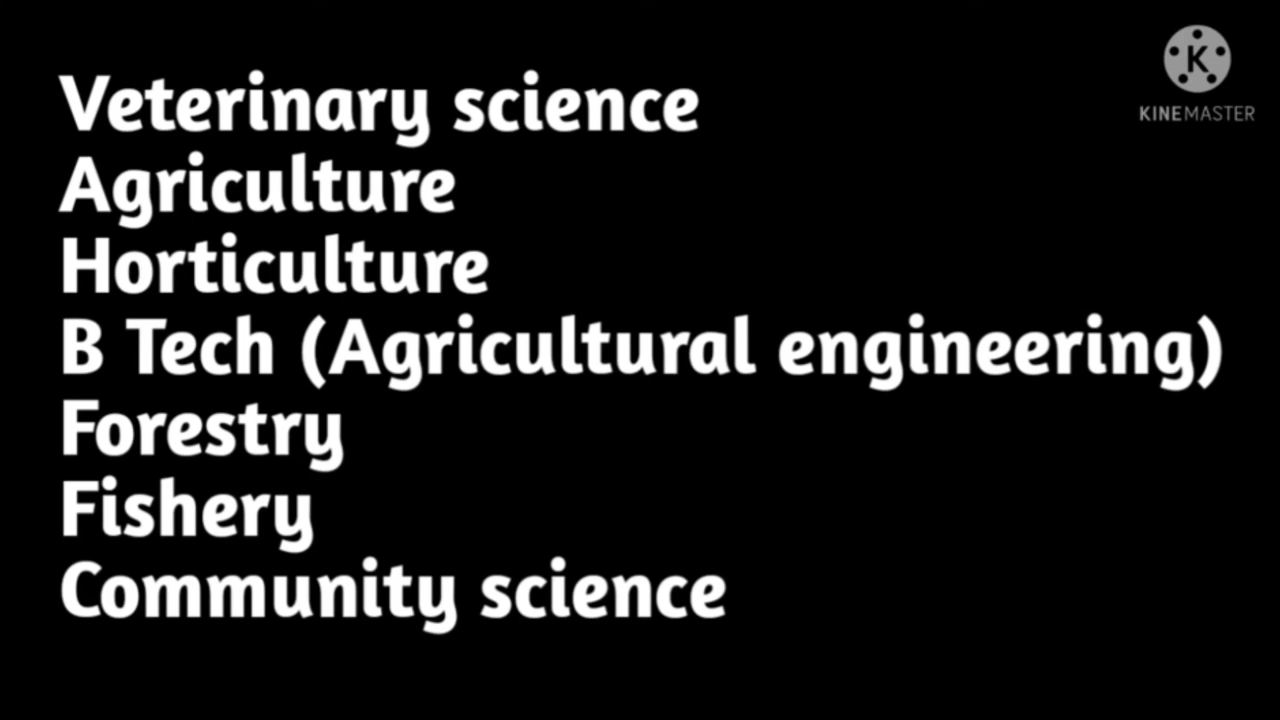 Veterinary science
Agriculture
Horticulture
B Tech (Agricultural engineering)
Forestry
Fishery
Community science
K
KINEMASTER